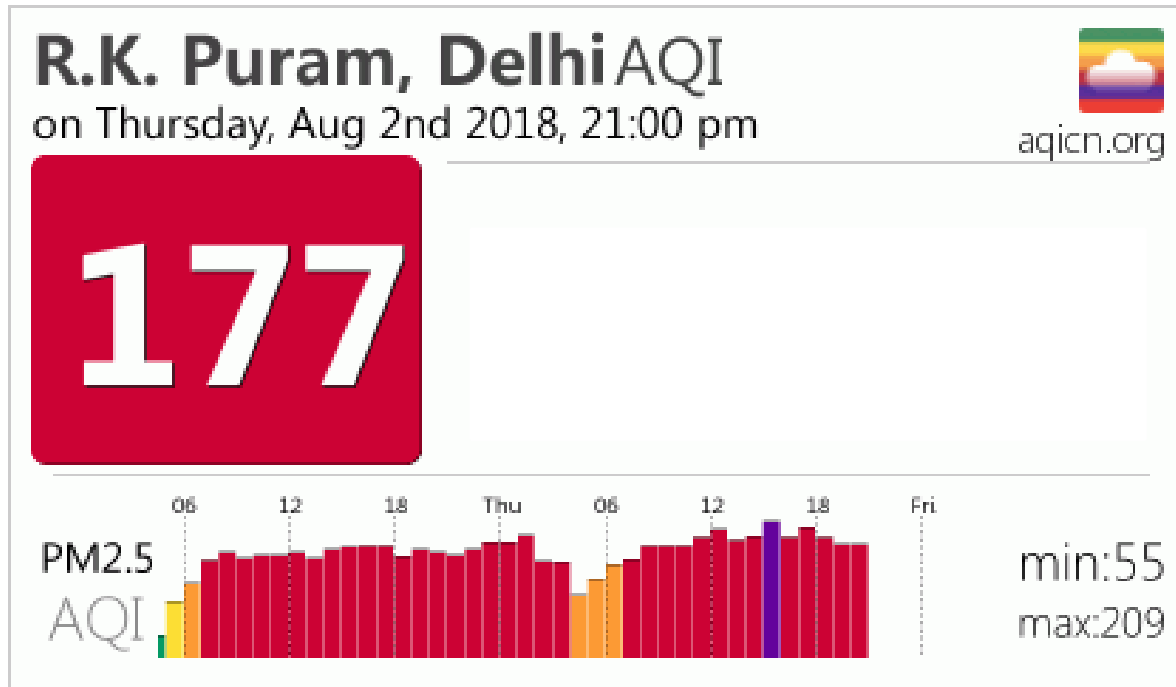 R.K. Puram, Delhi AQI
on Thursday, Aug 2nd 2018, 21:00 pm
aqicn.org
177
06 12 18 Thu 06 12 18 Fri
PM2.5
AQI
min:55
max:209